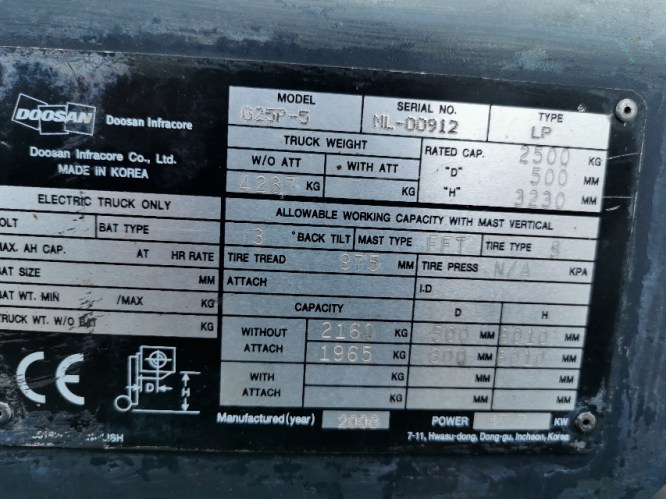 DOOSAN Doosan Infracore
Doosan Infracore Co., Ltd.
MADE IN KOREA
MODEL SERIAL NO. TYPE
G25P-5 NL-00912 LP
TRUCK WEIGHT
W/O ATT WITH ATT
KG KG
RATED CAP. 2500 KG
"D" 500 MM
"H" 3230 MM
ELECTRIC TRUCK ONLY
BAT TYPE
AH CAP. AT HR RATE
BAT SIZE MM
BAT WT. MIN /MAX KG
TRUCK WT. W/O BAT KG
ALLOWABLE WORKING CAPACITY WITH MAST VERTICAL
3 °BACK TILT MAST TYPE FFT TIRE TYPE
TIRE TREAD 975 MM TIRE PRESS N/A KPA
ATTACH I.D
CAPACITY D H
WITHOUT ATTACH
2160 KG 500 MM 6010 MM
1965 KG 600 MM 6010 MM
WITH ATTACH
KG MM MM
KG MM MM
CE
D H
Manufactured (year) POWER KW
7-11, Hwasu-dong, Dong-gu, Incheon, Korea